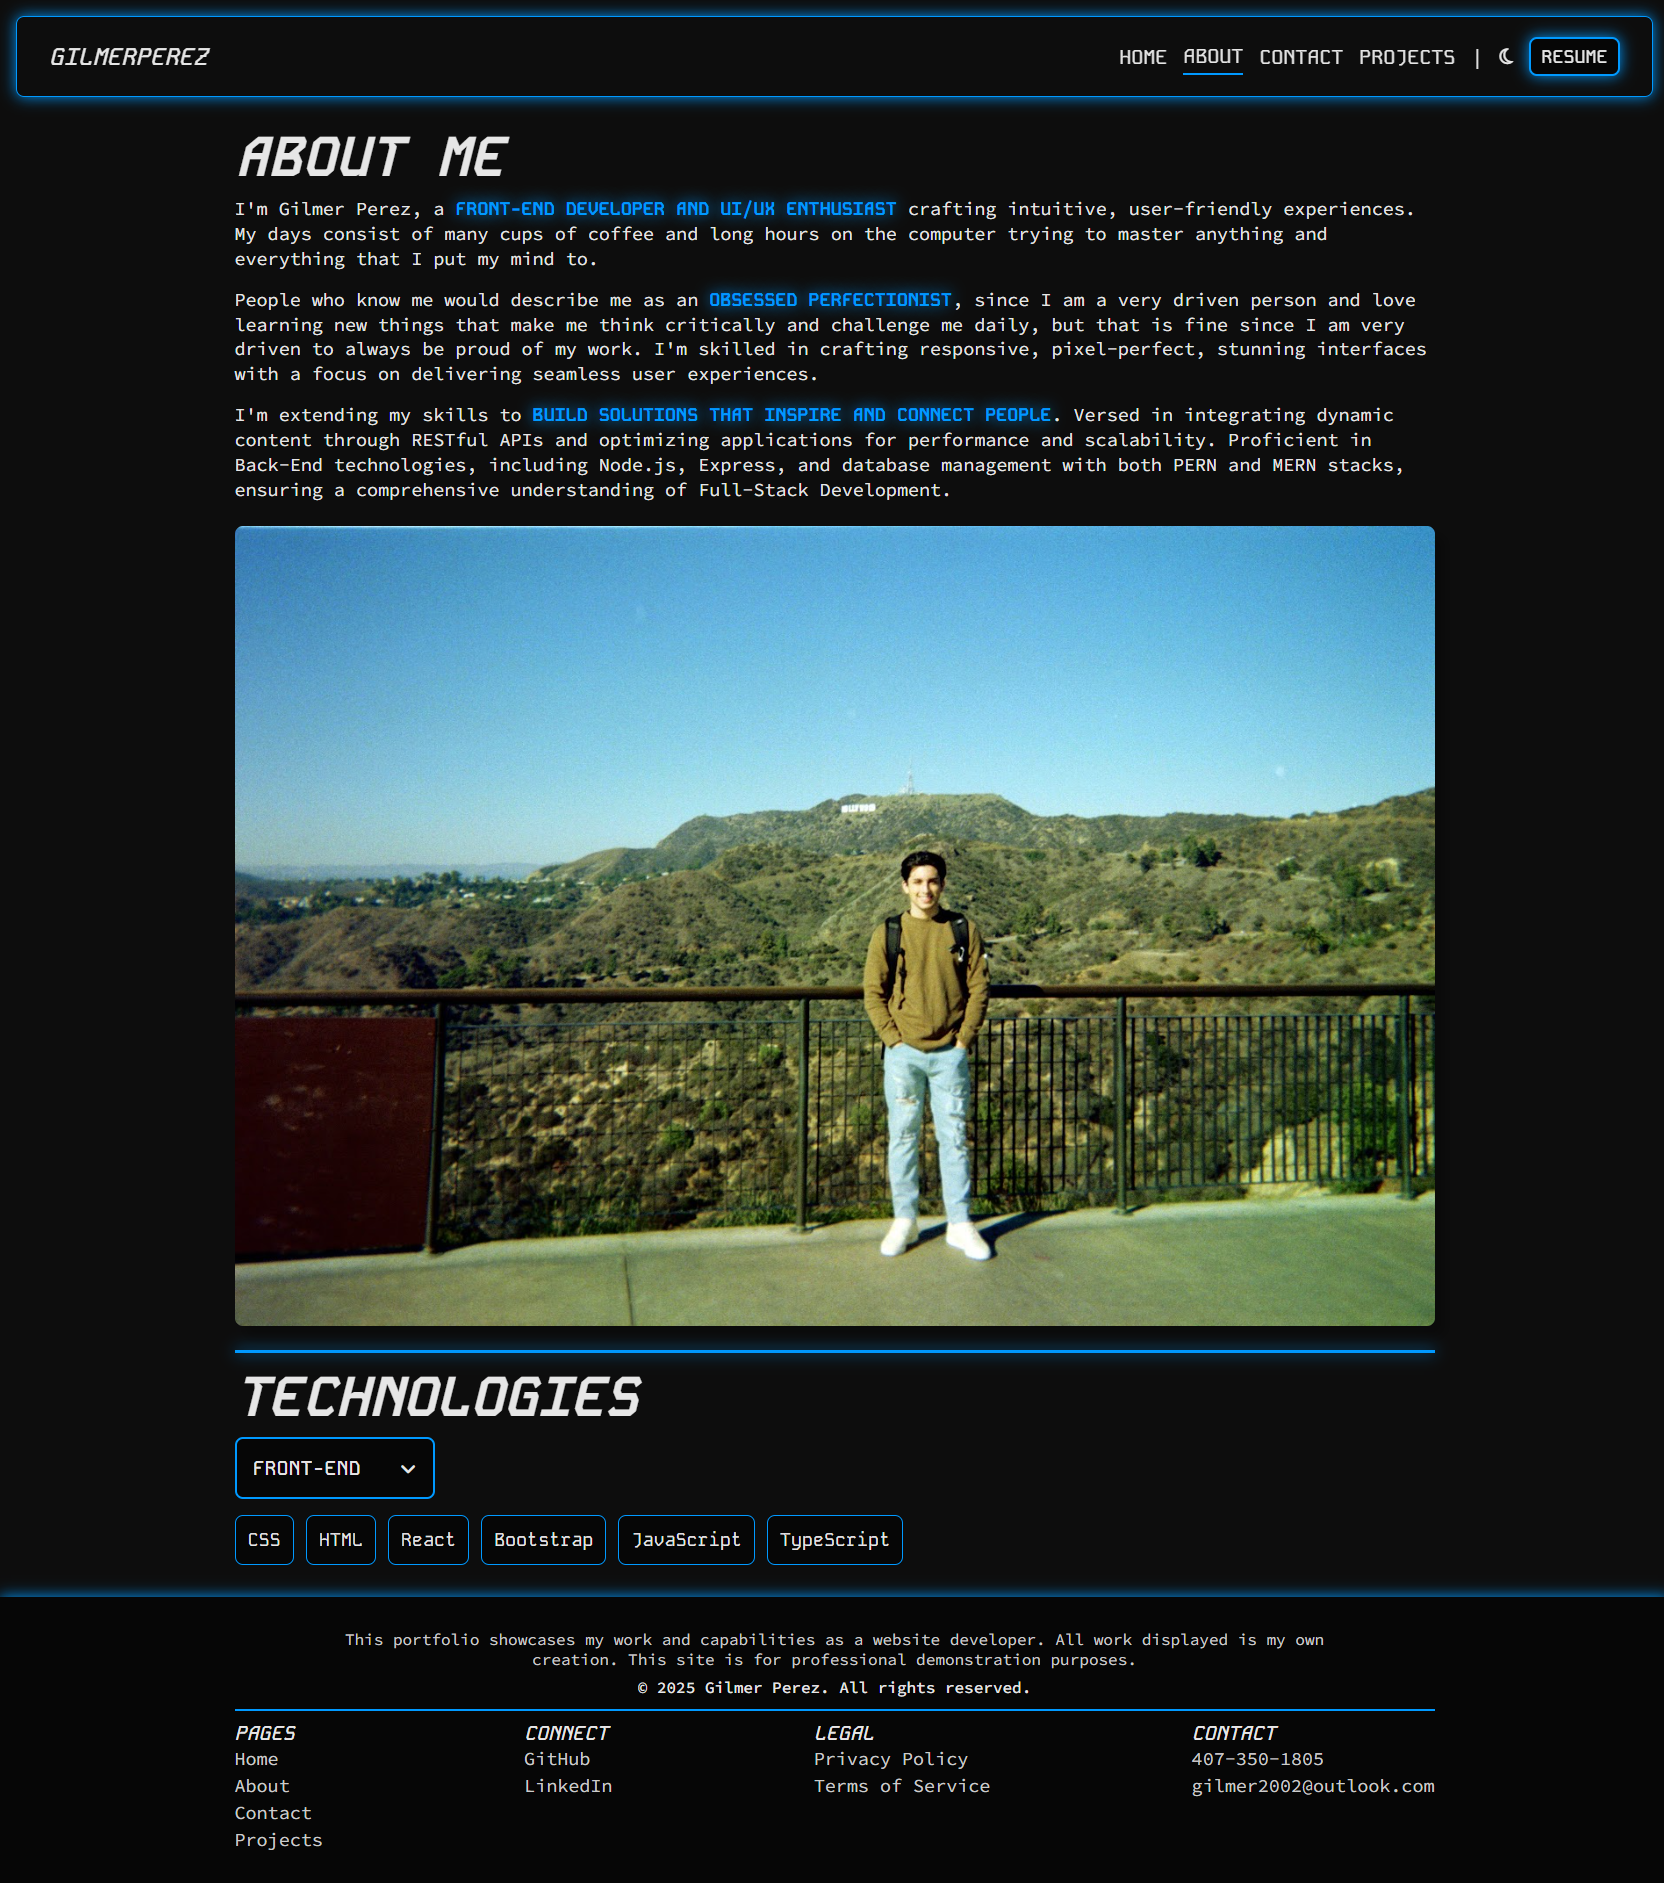 GILMERPEREZ
HOME ABOUT CONTACT PROJECTS | RESUME
ABOUT ME
I'm Gilmer Perez, a FRONT-END DEVELOPER AND UI/UX ENTHUSIAST crafting intuitive, user-friendly experiences.
My days consist of many cups of coffee and long hours on the computer trying to master anything and
everything that I put my mind to.
People who know me would describe me as an OBSESSED PERFECTIONIST, since I am a very driven person and love
learning new things that make me think critically and challenge me daily, but that is fine since I am very
driven to always be proud of my work. I'm skilled in crafting responsive, pixel-perfect, stunning interfaces
with a focus on delivering seamless user experiences.
I'm extending my skills to BUILD SOLUTIONS THAT INSPIRE AND CONNECT PEOPLE. Versed in integrating dynamic
content through RESTful APIs and optimizing applications for performance and scalability. Proficient in
Back-End technologies, including Node.js, Express, and database management with both PERN and MERN stacks,
ensuring a comprehensive understanding of Full-Stack Development.
TECHNOLOGIES
FRONT-END
CSS HTML React Bootstrap JavaScript TypeScript
This portfolio showcases my work and capabilities as a website developer. All work displayed is my own
creation. This site is for professional demonstration purposes.
© 2025 Gilmer Perez. All rights reserved.
PAGES
Home
About
Contact
Projects
CONNECT
GitHub
LinkedIn
LEGAL
Privacy Policy
Terms of Service
CONTACT
407-350-1805
gilmer2002@outlook.com